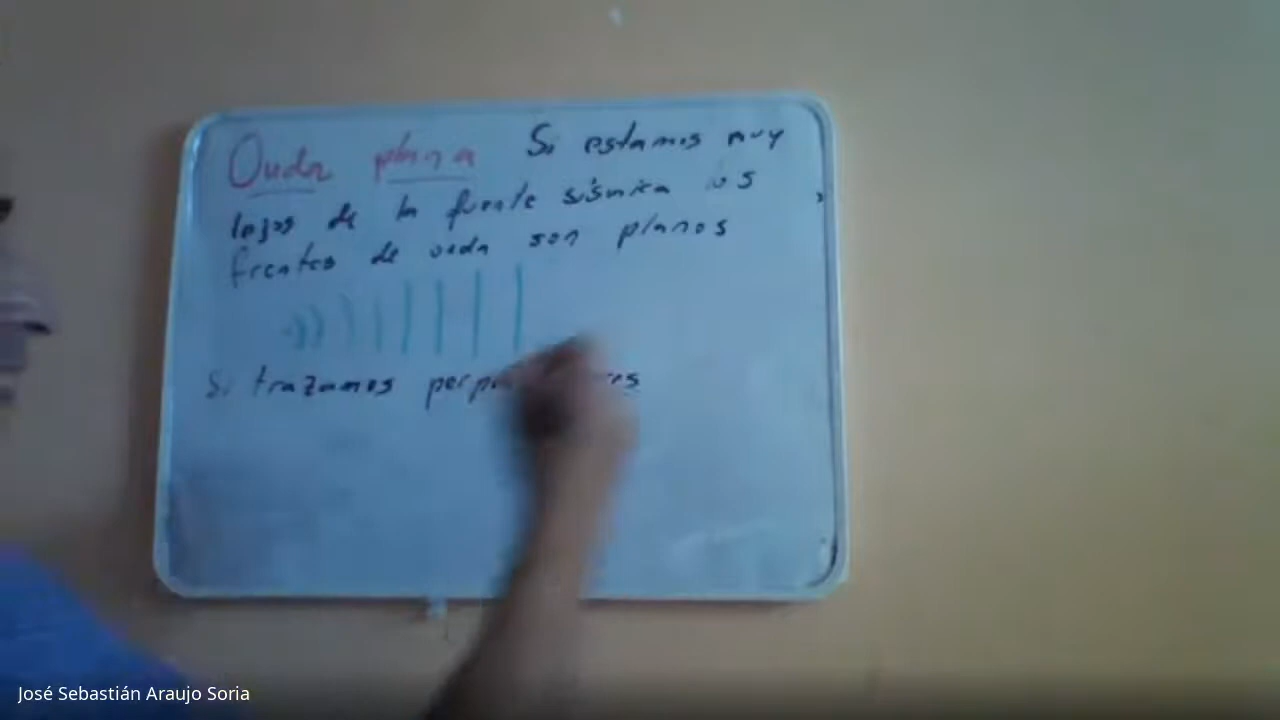 Onda plana Si estamos muy
lejos de la fuente sísmica los
frentes de onda son planos
Si trazamos
José Sebastián Araujo Soria